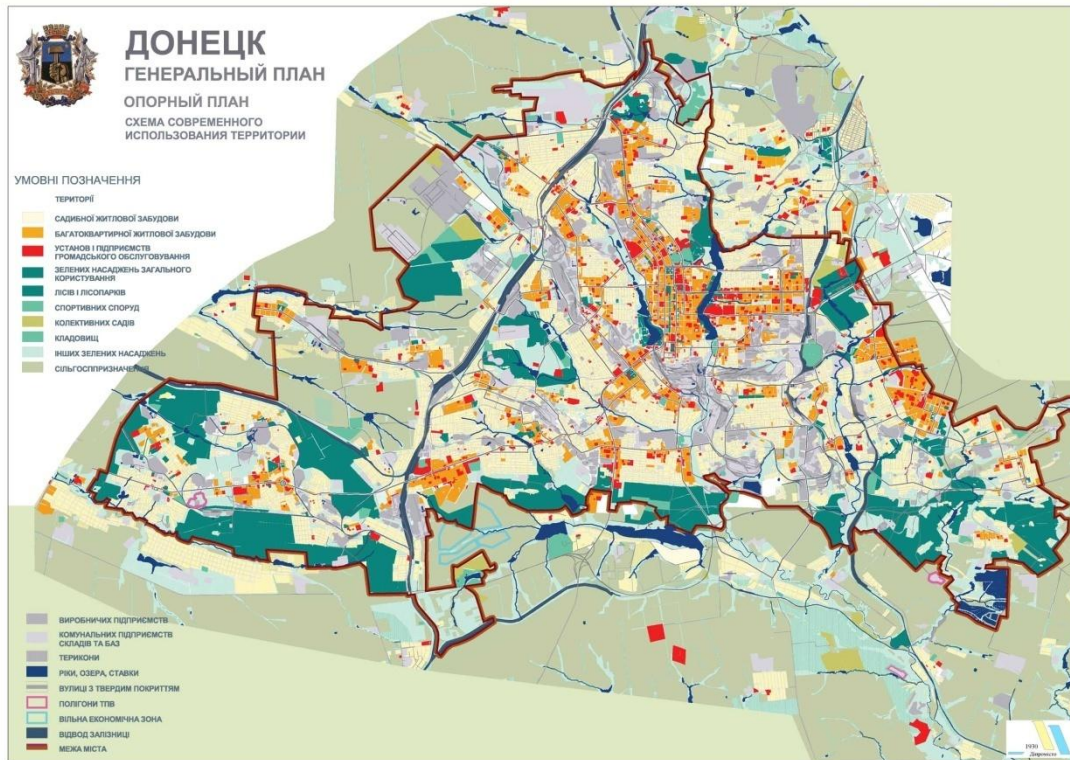 ДОНЕЦК
ГЕНЕРАЛЬНЫЙ ПЛАН
ОПОРНЫЙ ПЛАН
СХЕМА СОВРЕМЕННОГО
ИСПОЛЬЗОВАНИЯ ТЕРРИТОРИИ
УМОВНІ ПОЗНАЧЕННЯ
ТЕРИТОРІЇ
САДИБНОЇ ЖИТЛОВОЇ ЗАБУДОВИ
БАГАТОКВАРТИРНОЇ ЖИТЛОВОЇ ЗАБУДОВИ
УСТАНОВ І ПІДПРИЄМСТВ
ГРОМАДСЬКОГО ОБСЛУГОВУВАННЯ
ЗЕЛЕНИХ НАСАДЖЕНЬ ЗАГАЛЬНОГО
КОРИСТУВАННЯ
ЛІСІВ І ЛІСОПАРКІВ
СПОРТИВНИХ СПОРУД
КОЛЕКТИВНИХ САДІВ
КЛАДОВИЩ
ІНШИХ ЗЕЛЕНИХ НАСАДЖЕНЬ
СІЛЬГОСППРИЗНАЧЕННЯ
ВИРОБНИЧИХ ПІДПРИЄМСТВ
КОМУНАЛЬНИХ ПІДПРИЄМСТВ
СКЛАДІВ ТА БАЗ
ТЕРИКОНИ
РІКИ, ОЗЕРА, СТАВКИ
ВУЛИЦІ З ТВЕРДИМ ПОКРИТТЯМ
ПОЛІГОНИ ТПВ
ВІЛЬНА ЕКОНОМІЧНА ЗОНА
ВІДВОД ЗАЛІЗНИЦІ
МЕЖА МІСТА
1930
Діпромісто